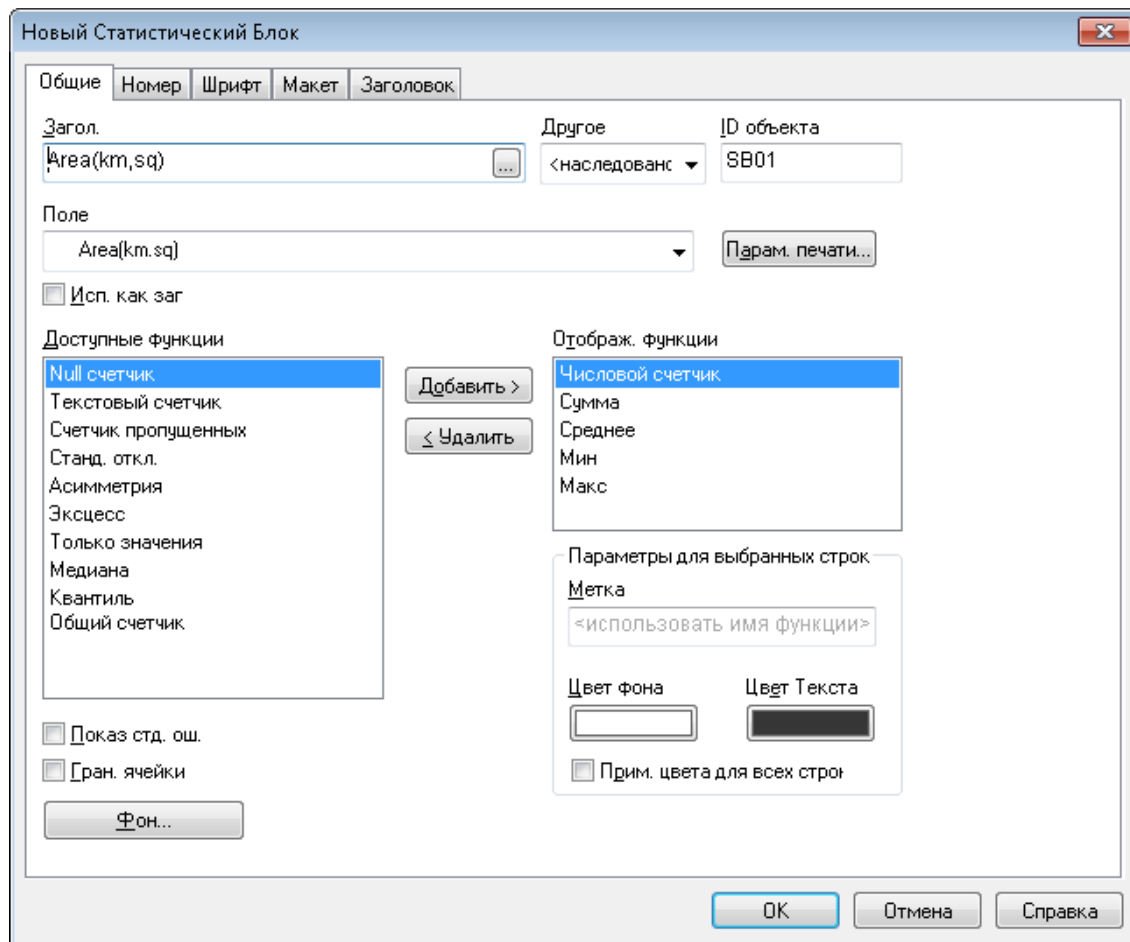 Новый Статистический Блок
Общие Номер Шрифт Макет Заголовок
Загол. Другое ID объекта
Area(km,sq) ... <наследованс SB01
Поле
Area(km.sq) Парам. печати...
Исп. как заг
Доступные функции Отображ. функции
Null счетчик Добавить > Числовой счетчик
Текстовый счетчик Сумма
Счетчик пропущенных < Удалить Среднее
Станд. откл. Мин
Асимметрия Макс
Эксцесс
Только значения Параметры для выбранных строк
Медиана Метка
Квантиль
Общий счетчик <использовать имя функции>
Цвет фона Цвет Текста
Показ стд. ош.
Гран. ячейки Прим. цвета для всех строк
Фон...
OK Отмена Справка